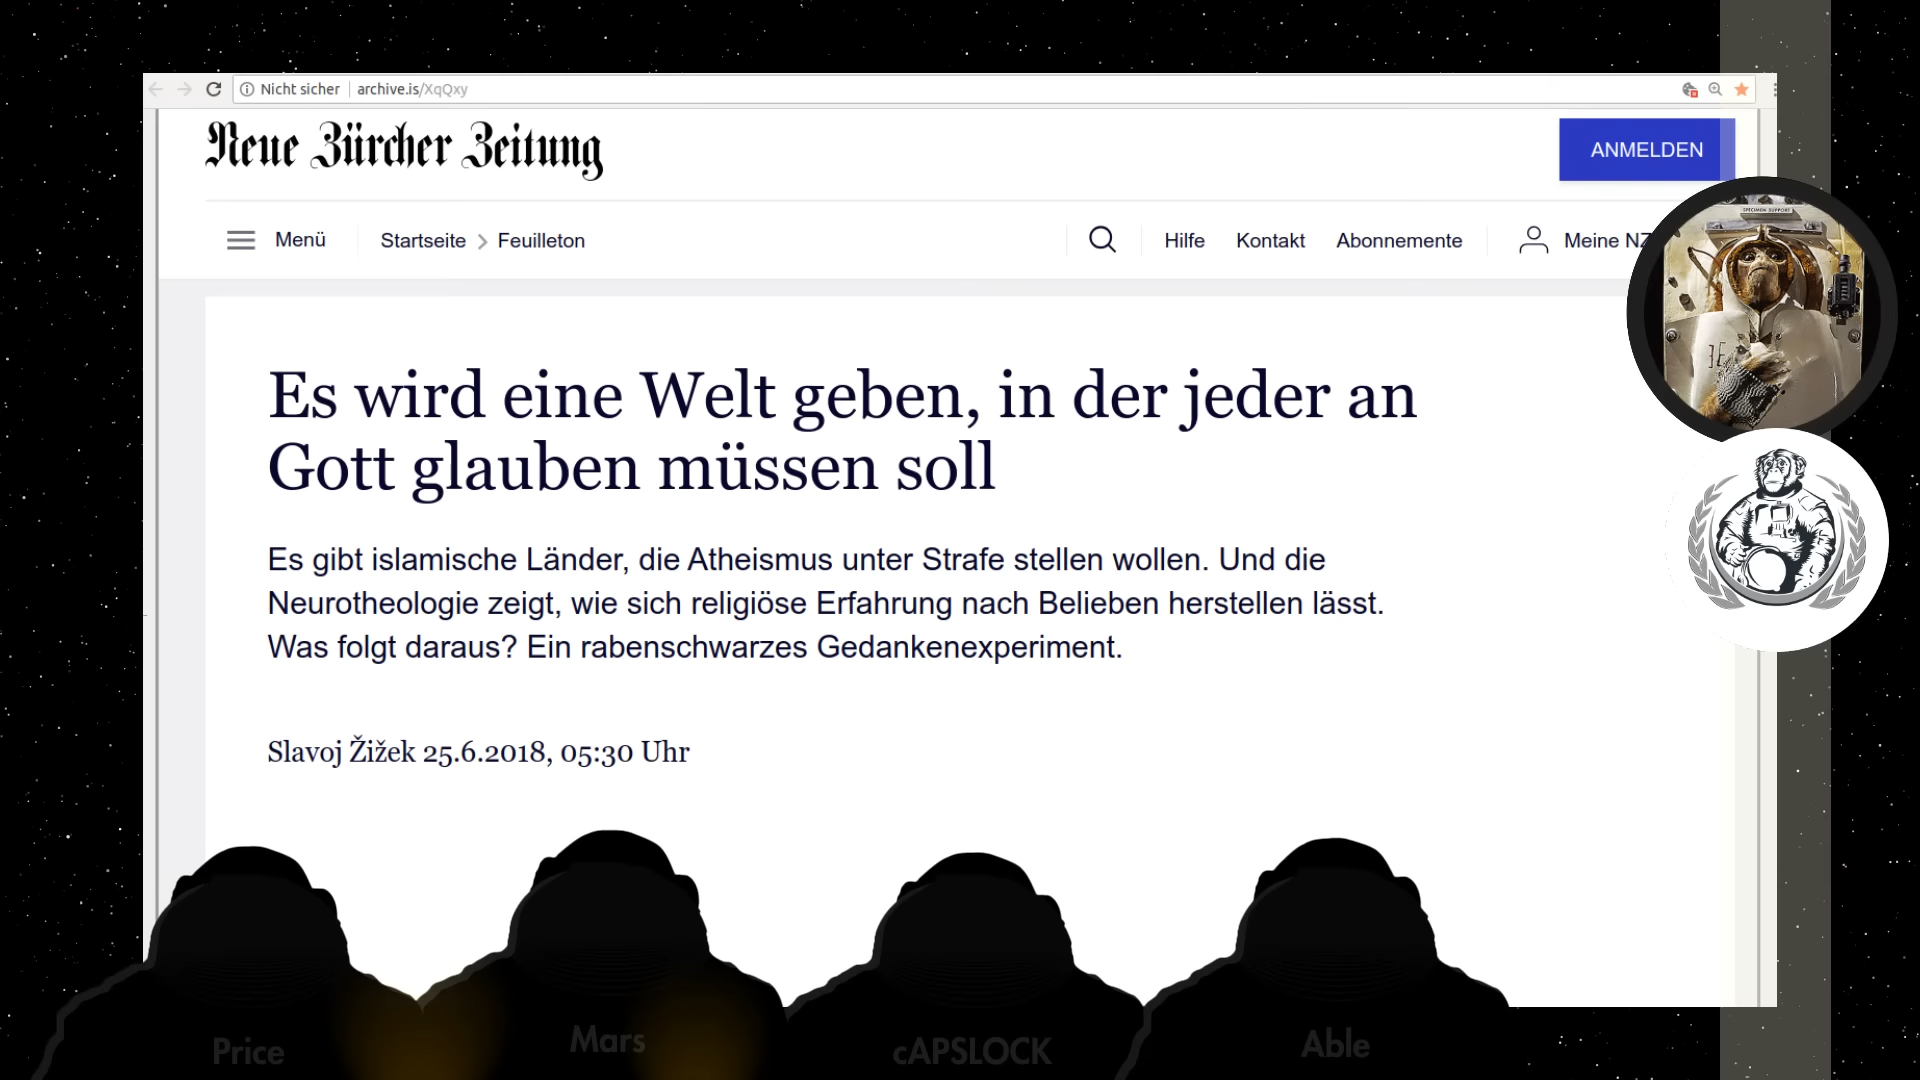 Nicht sicher archive.is/XqQxy
Neue Zürcher Zeitung
ANMELDEN
Menü Startseite Feuilleton Hilfe Kontakt Abonnemente Meine NZ
SPECIMEN SUPPORT
Es wird eine Welt geben, in der jeder an
Gott glauben müssen soll
Es gibt islamische Länder, die Atheismus unter Strafe stellen wollen. Und die
Neurotheologie zeigt, wie sich religiöse Erfahrung nach Belieben herstellen lässt.
Was folgt daraus? Ein rabenschwarzes Gedankenexperiment.
Slavoj Žižek 25.6.2018, 05:30 Uhr
Price Mars cAPSLOCK Able